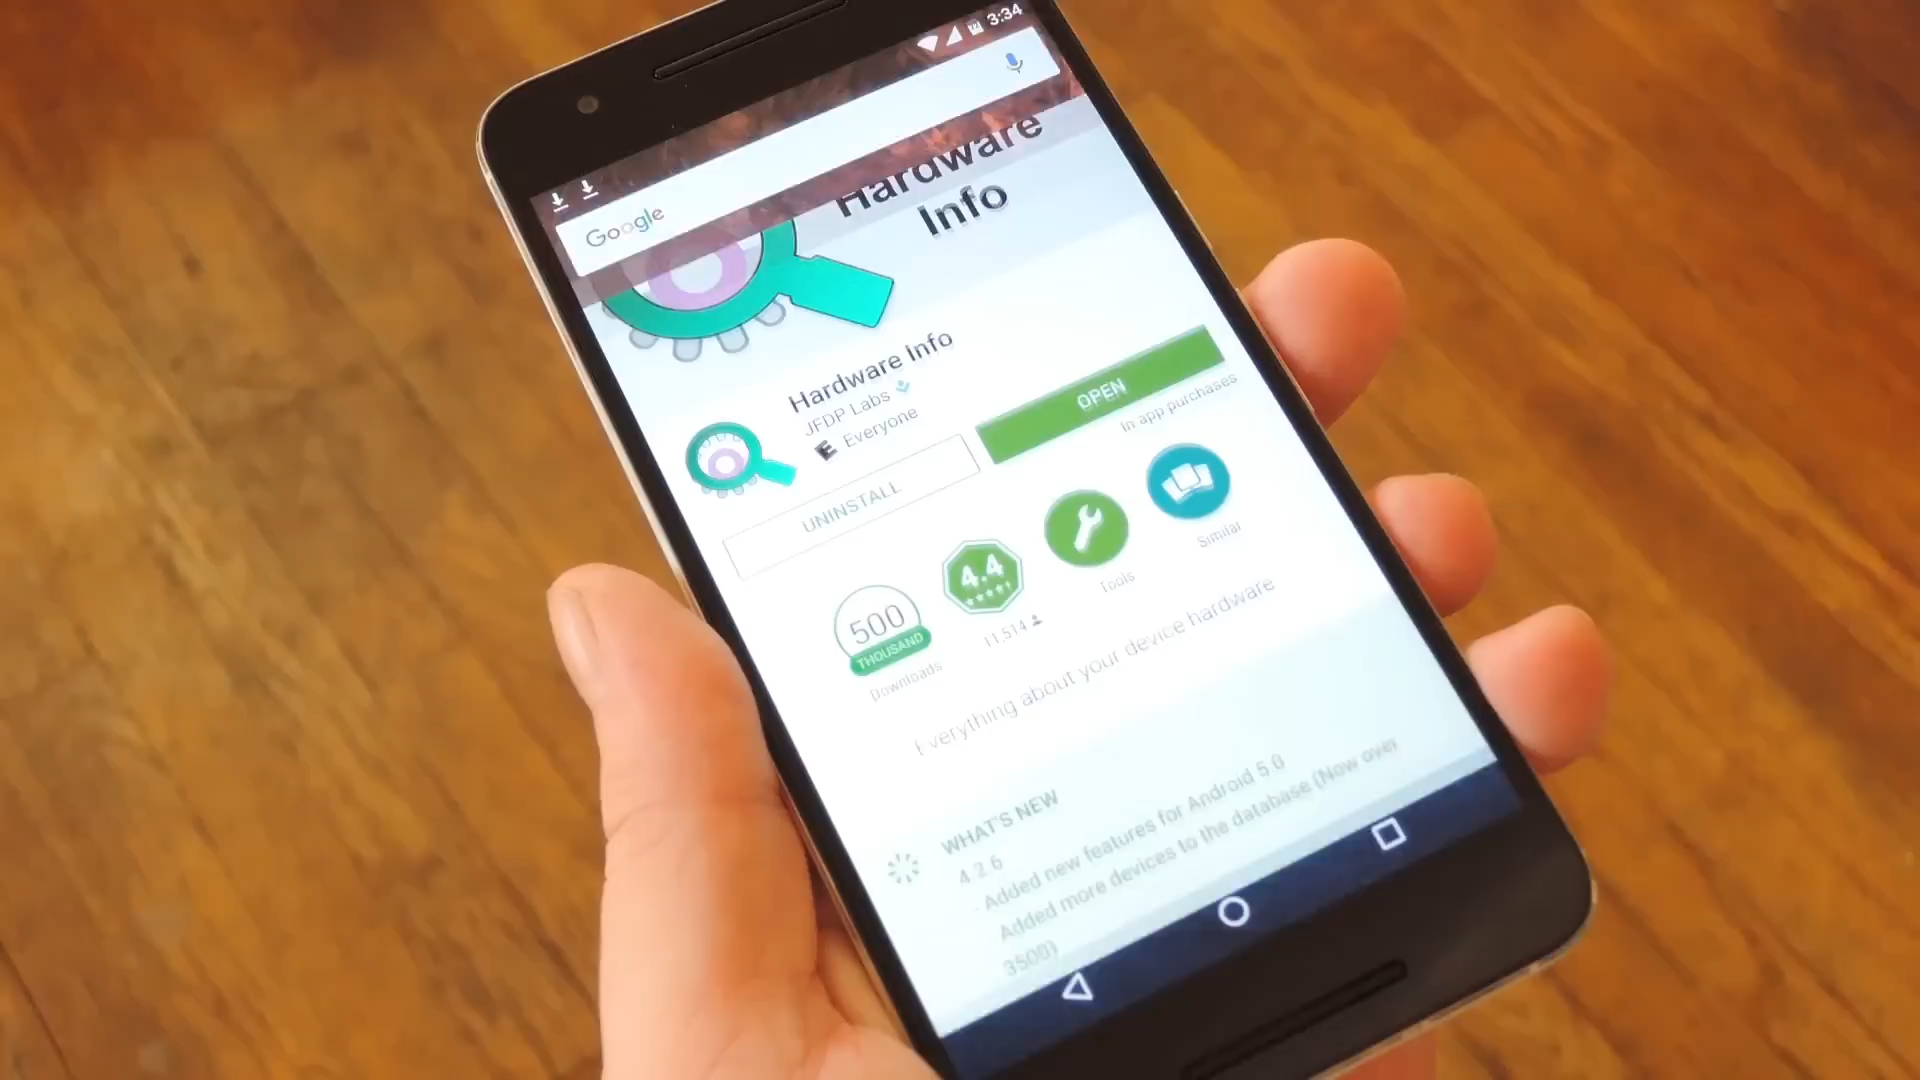 3:34
Google
Hardware
Info
Hardware Info
JFDP Labs
E Everyone
UNINSTALL
OPEN
In app purchases
500
THOUSAND
Downloads
4.4
11,514
Tools
Similar
Everything about your device hardware
WHAT'S NEW
4 2 6
- Added new features for Android 5.0
Added more devices to the database (Now over
3500)